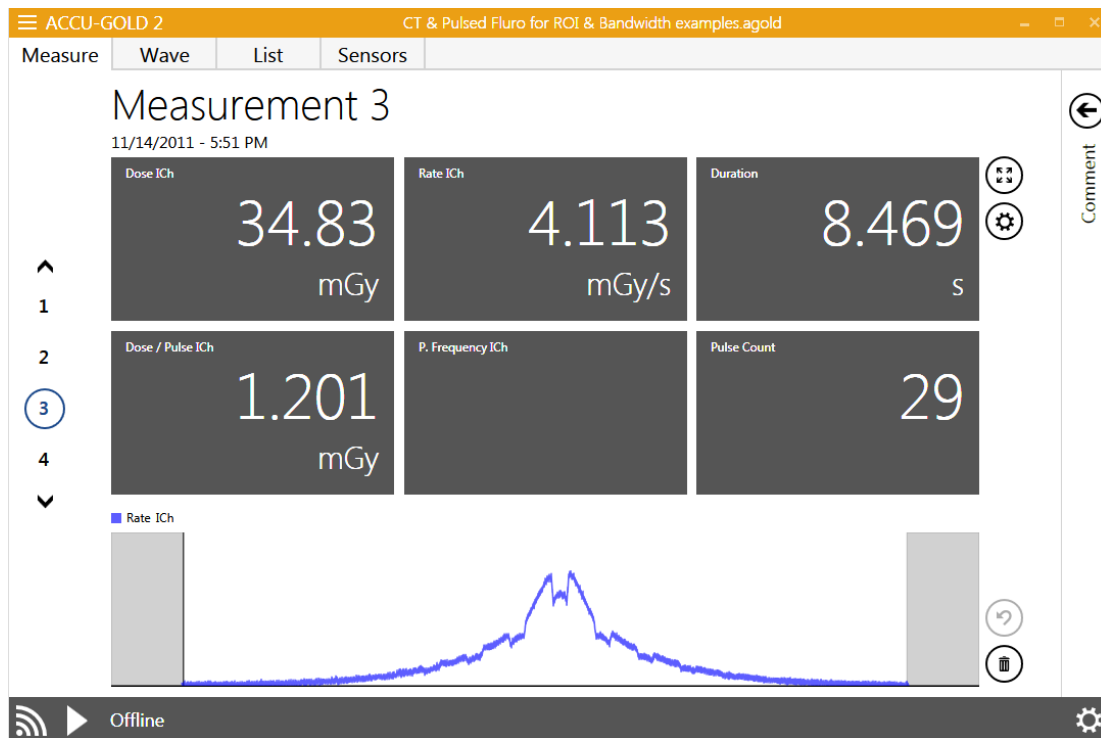 ACCU-GOLD 2
CT & Pulsed Fluro for ROI & Bandwidth examples.agold
Measure
Wave
List
Sensors
Measurement 3
11/14/2011 - 5:51 PM
Dose ICh
34.83
mGy
Rate ICh
4.113
mGy/s
Duration
8.469
s
Comment
1
2
3
4
Dose / Pulse ICh
1.201
mGy
P. Frequency ICh
Pulse Count
29
Rate ICh
Offline